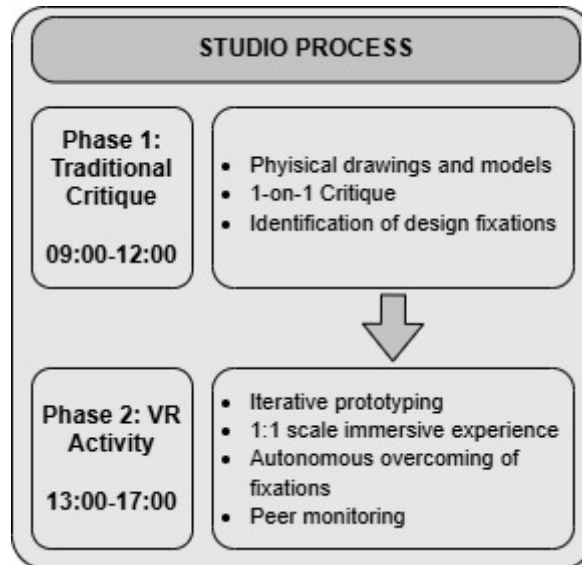 STUDIO PROCESS
Phase 1:
Traditional
Critique
09:00-12:00
• Phyisical drawings and models
• 1-on-1 Critique
• Identification of design fixations
Phase 2: VR
Activity
13:00-17:00
• Iterative prototyping
• 1:1 scale immersive experience
• Autonomous overcoming of
fixations
• Peer monitoring